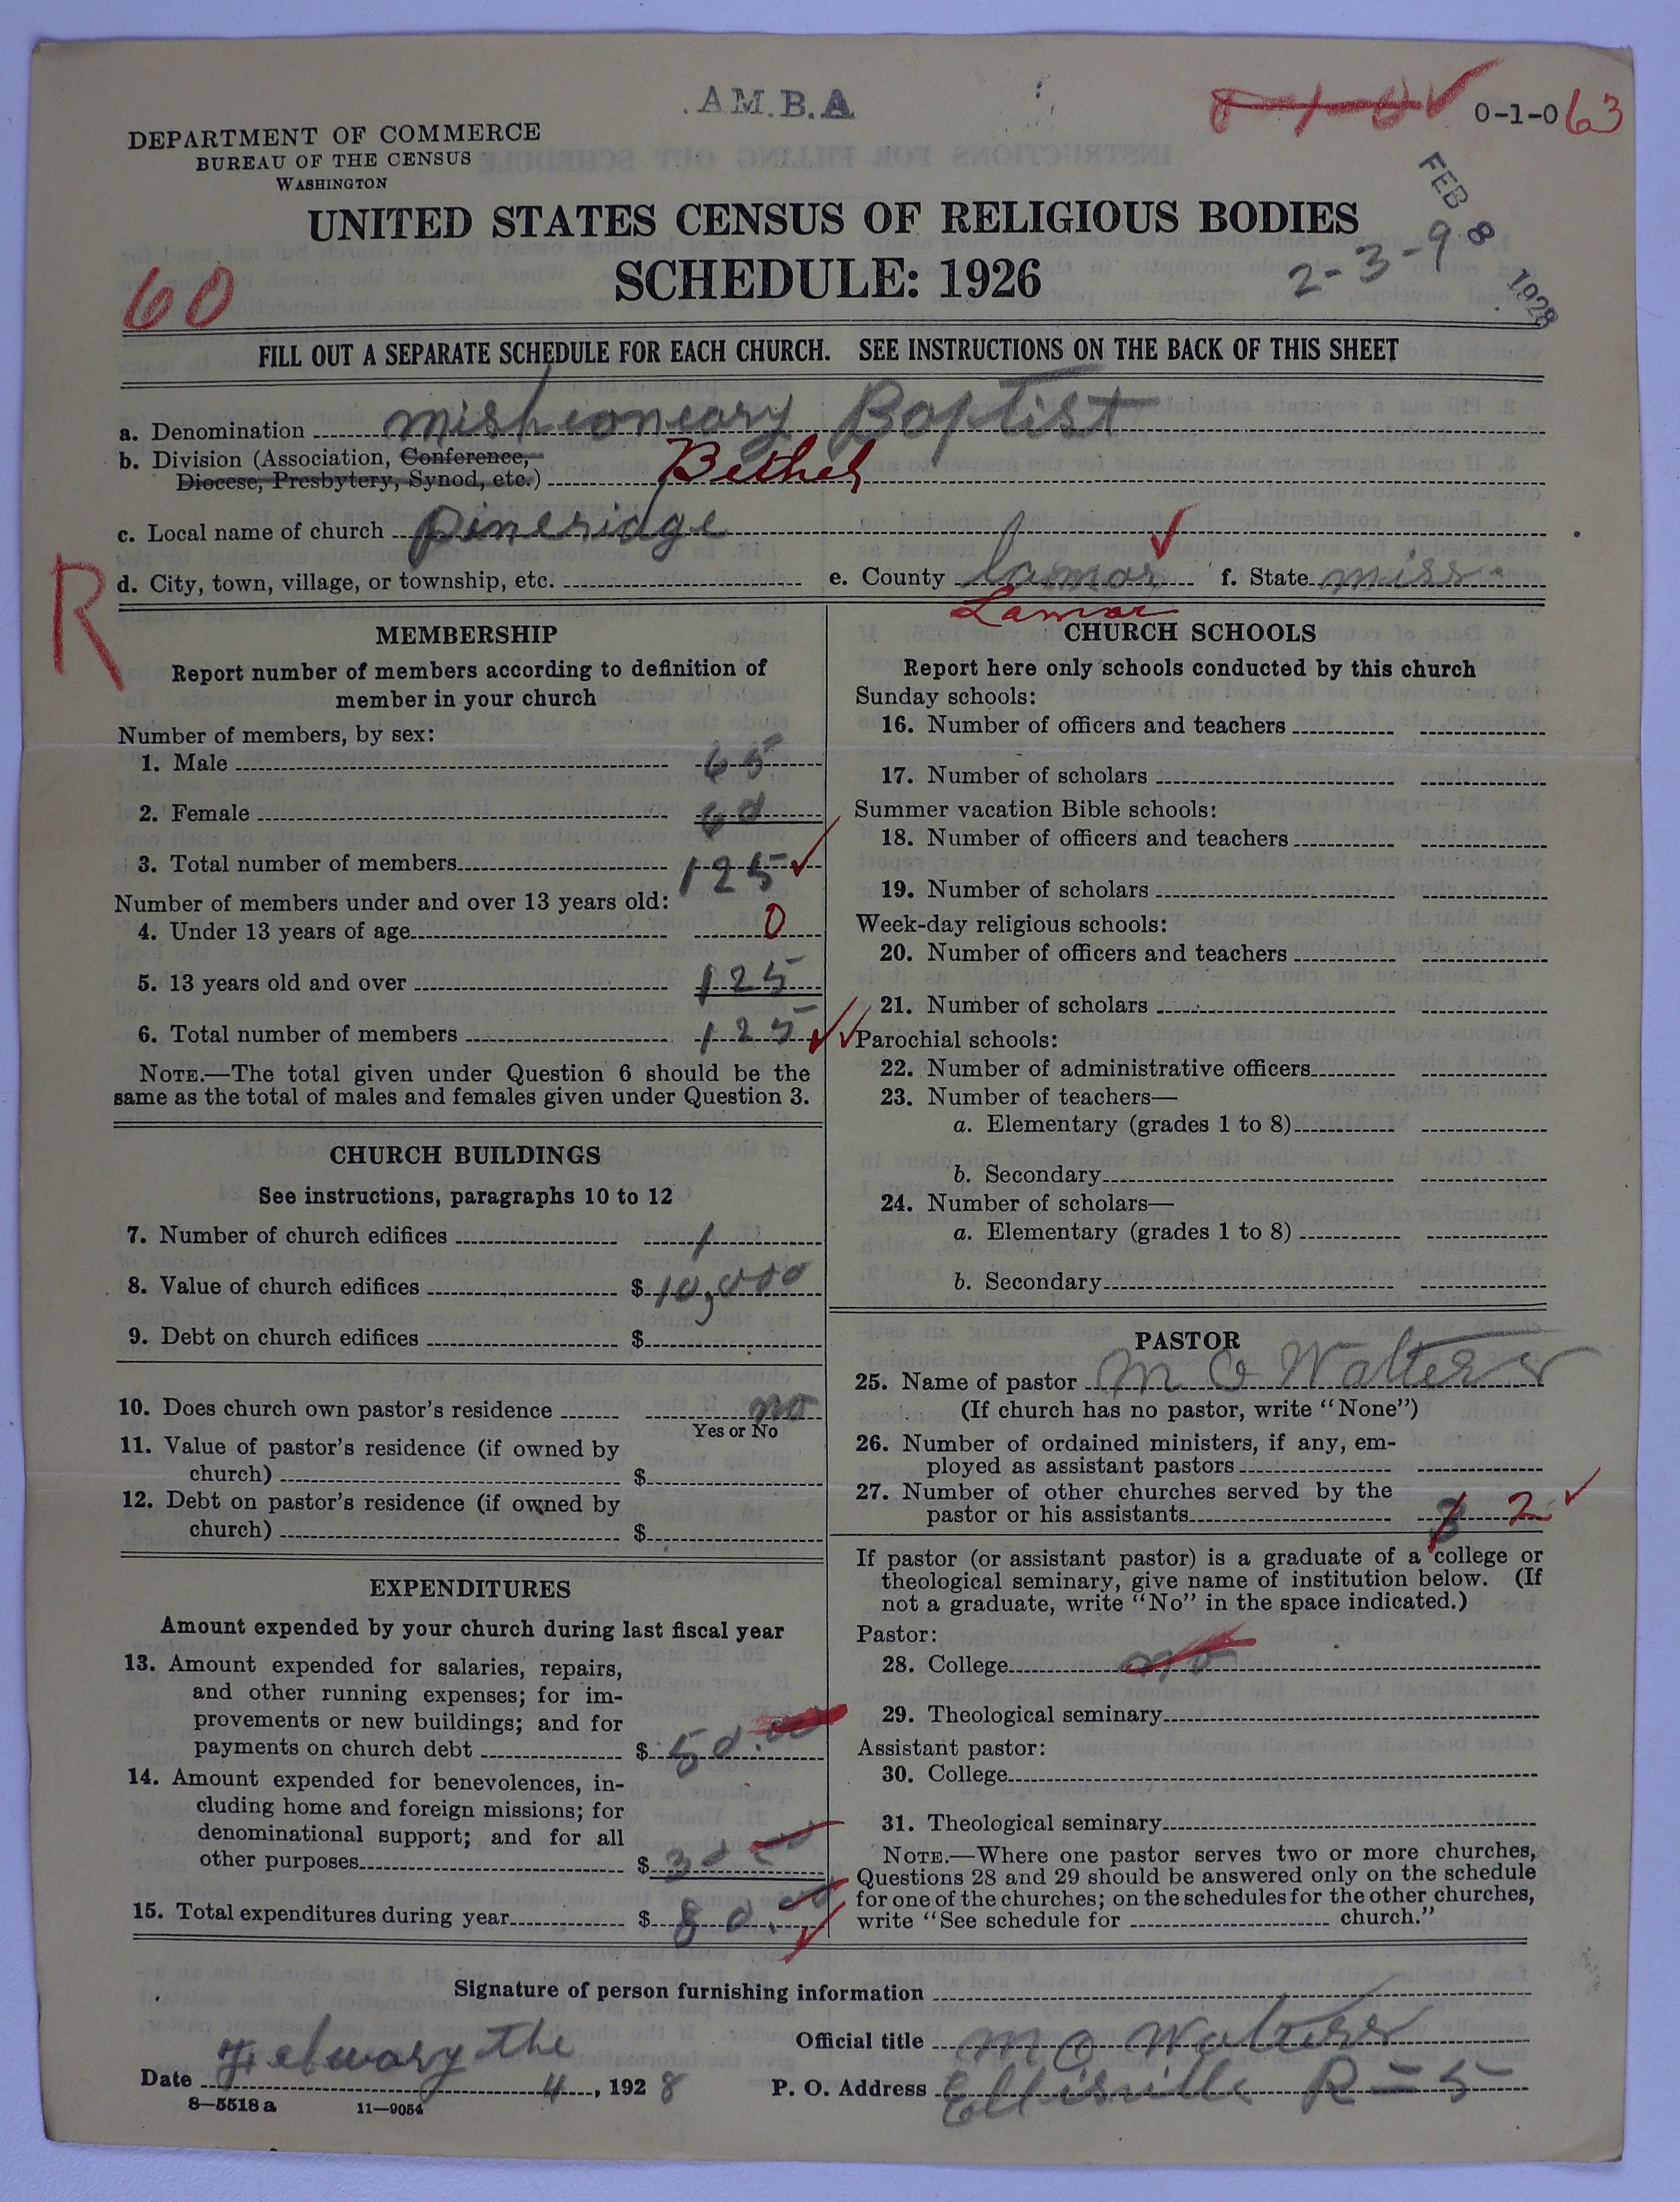 A.M.B.A
0-1-0 63
DEPARTMENT OF COMMERCE
BUREAU OF THE CENSUS
WASHINGTON
FEB 8 1928
UNITED STATES CENSUS OF RELIGIOUS BODIES
SCHEDULE: 1926
2-3-9
60
FILL OUT A SEPARATE SCHEDULE FOR EACH CHURCH. SEE INSTRUCTIONS ON THE BACK OF THIS SHEET
a. Denomination mishioneary Baptist
b. Division (Association, Conference,
Diocese, Presbytery, Synod, etc.) Bethel
c. Local name of church pineridge
R
d. City, town, village, or township, etc. e. County lamar f. State miss
Lamar
MEMBERSHIP
Report number of members according to definition of
member in your church
Number of members, by sex:
1. Male 65
2. Female 60
3. Total number of members 125
Number of members under and over 13 years old:
4. Under 13 years of age 0
5. 13 years old and over 125
6. Total number of members 125
NOTE.—The total given under Question 6 should be the
same as the total of males and females given under Question 3.
CHURCH BUILDINGS
See instructions, paragraphs 10 to 12
7. Number of church edifices 1
8. Value of church edifices $ 10,000
9. Debt on church edifices $
10. Does church own pastor's residence no
Yes or No
11. Value of pastor's residence (if owned by
church) $
12. Debt on pastor's residence (if owned by
church) $
EXPENDITURES
Amount expended by your church during last fiscal year
13. Amount expended for salaries, repairs,
and other running expenses; for im-
provements or new buildings; and for
payments on church debt $ 50.00
14. Amount expended for benevolences, in-
cluding home and foreign missions; for
denominational support; and for all
other purposes $ 30 00
15. Total expenditures during year $ 80.00
CHURCH SCHOOLS
Report here only schools conducted by this church
Sunday schools:
16. Number of officers and teachers
17. Number of scholars
Summer vacation Bible schools:
18. Number of officers and teachers
19. Number of scholars
Week-day religious schools:
20. Number of officers and teachers
21. Number of scholars
Parochial schools:
22. Number of administrative officers
23. Number of teachers—
a. Elementary (grades 1 to 8)
b. Secondary
24. Number of scholars—
a. Elementary (grades 1 to 8)
b. Secondary
PASTOR
25. Name of pastor M O Walters
(If church has no pastor, write "None")
26. Number of ordained ministers, if any, em-
ployed as assistant pastors
27. Number of other churches served by the
pastor or his assistants 3 2
If pastor (or assistant pastor) is a graduate of a college or
theological seminary, give name of institution below. (If
not a graduate, write "No" in the space indicated.)
Pastor:
28. College no
29. Theological seminary
Assistant pastor:
30. College
31. Theological seminary
NOTE.—Where one pastor serves two or more churches,
Questions 28 and 29 should be answered only on the schedule
for one of the churches; on the schedules for the other churches,
write "See schedule for church."
Signature of person furnishing information
Official title M O Walters
Date February the 4, 1928 P. O. Address Ellisville R=5
8—5518a 11—9054